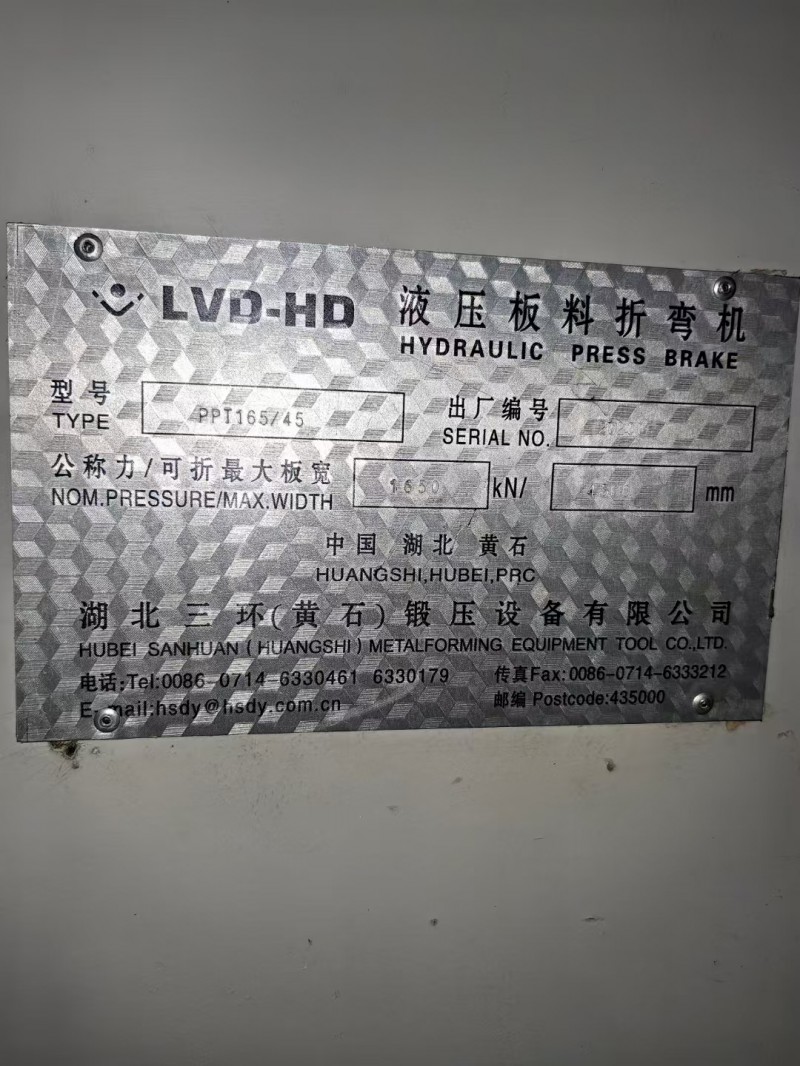 LVD-HD 液压板料折弯机
HYDRAULIC PRESS BRAKE
型号 出厂编号
TYPE PPT165/45 SERIAL NO.
公称力/可折最大板宽 1650 kN/ mm
NOM.PRESSURE/MAX.WIDTH
中国 湖北 黄石
HUANGSHI,HUBEI,PRC
湖北三环(黄石)锻压设备有限公司
HUBEI SANHUAN (HUANGSHI) METALFORMING EQUIPMENT TOOL CO.,LTD.
电话:Tel:0086-0714-6330461 6330179 传真Fax:0086-0714-6333212
E-mail:hsdy@hsdy.com.cn 邮编 Postcode:435000